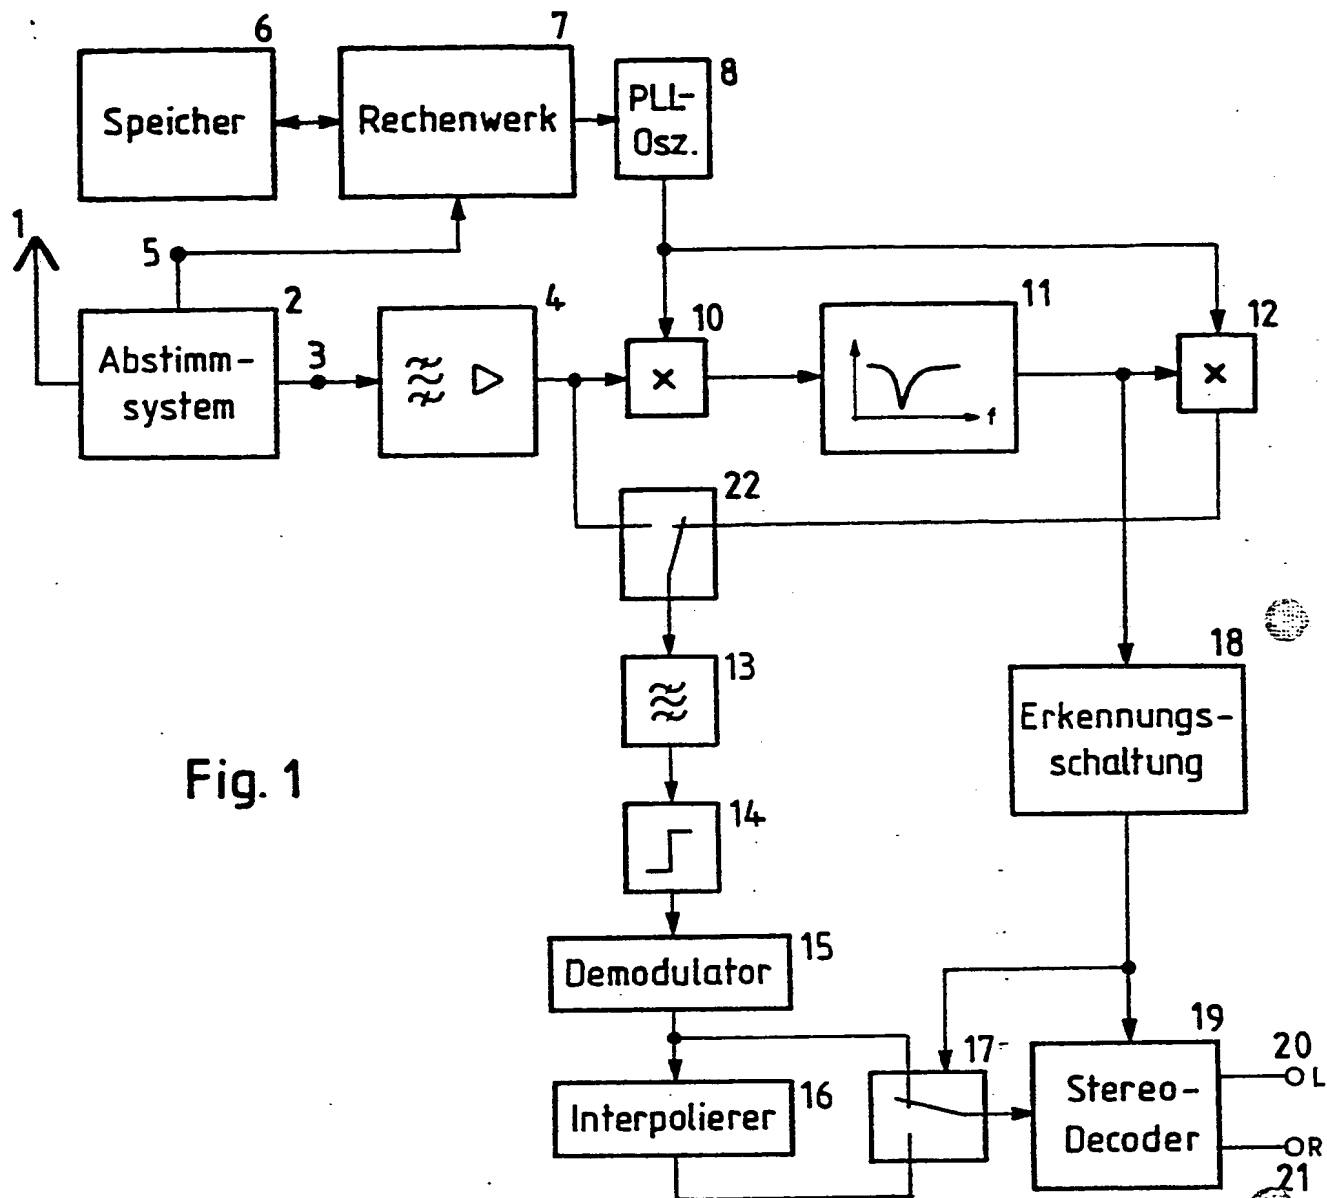 6
7
8
Speicher
Rechenwerk
PLL-
Osz.
1
5
2
3
4
10
11
12
Abstimm-
system
x
f
x
22
13
18
Erkennungs-
schaltung
Fig. 1
14
15
Demodulator
17
19
20
L
16
Interpolierer
Stereo-
Decoder
R
21